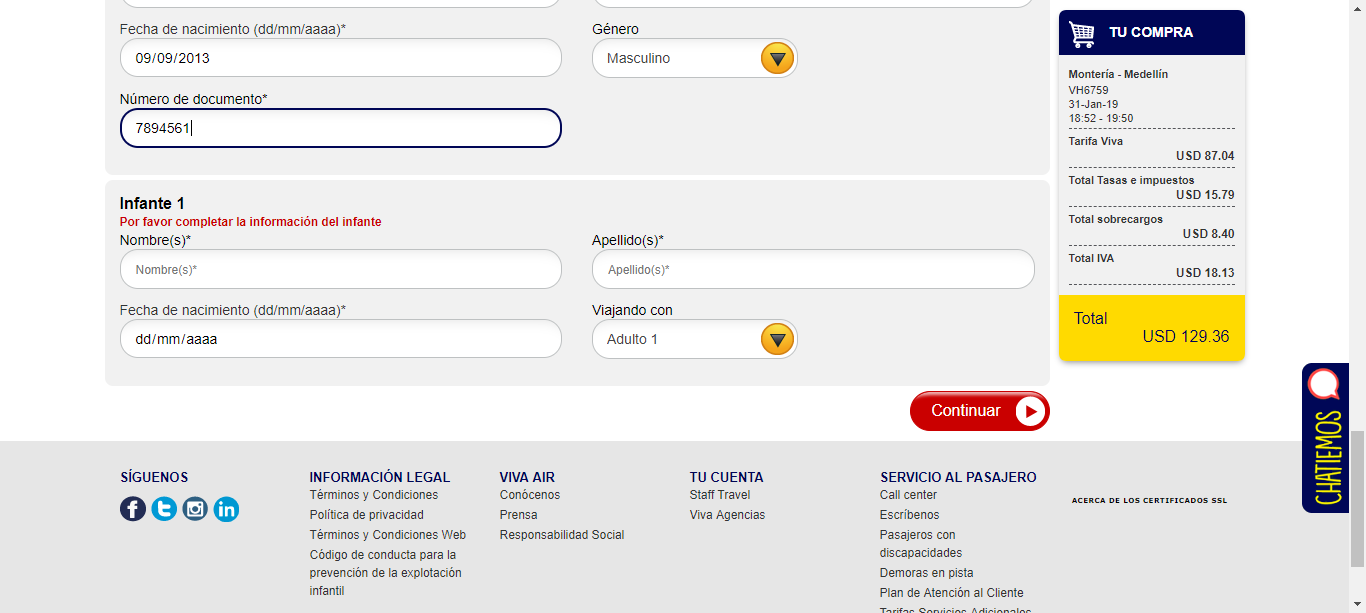 Fecha de nacimiento (dd/mm/aaaa)*
Género
09/09/2013
Masculino
Número de documento*
7894561
Infante 1
Por favor completar la información del infante
Nombre(s)*
Apellido(s)*
Nombre(s)*
Apellido(s)*
Fecha de nacimiento (dd/mm/aaaa)*
Viajando con
dd/mm/aaaa
Adulto 1
Continuar
TU COMPRA
Montería - Medellín
VH6759
31-Jan-19
18:52 - 19:50
Tarifa Viva
USD 87.04
Total Tasas e impuestos
USD 15.79
Total sobrecargos
USD 8.40
Total IVA
USD 18.13
Total
USD 129.36
CHATIEMOS
SÍGUENOS
INFORMACIÓN LEGAL
Términos y Condiciones
Política de privacidad
Términos y Condiciones Web
Código de conducta para la
prevención de la explotación
infantil
VIVA AIR
Conócenos
Prensa
Responsabilidad Social
TU CUENTA
Staff Travel
Viva Agencias
SERVICIO AL PASAJERO
Call center
Escríbenos
Pasajeros con
discapacidades
Demoras en pista
Plan de Atención al Cliente
Tarifas Servicios Adicionales
ACERCA DE LOS CERTIFICADOS SSL